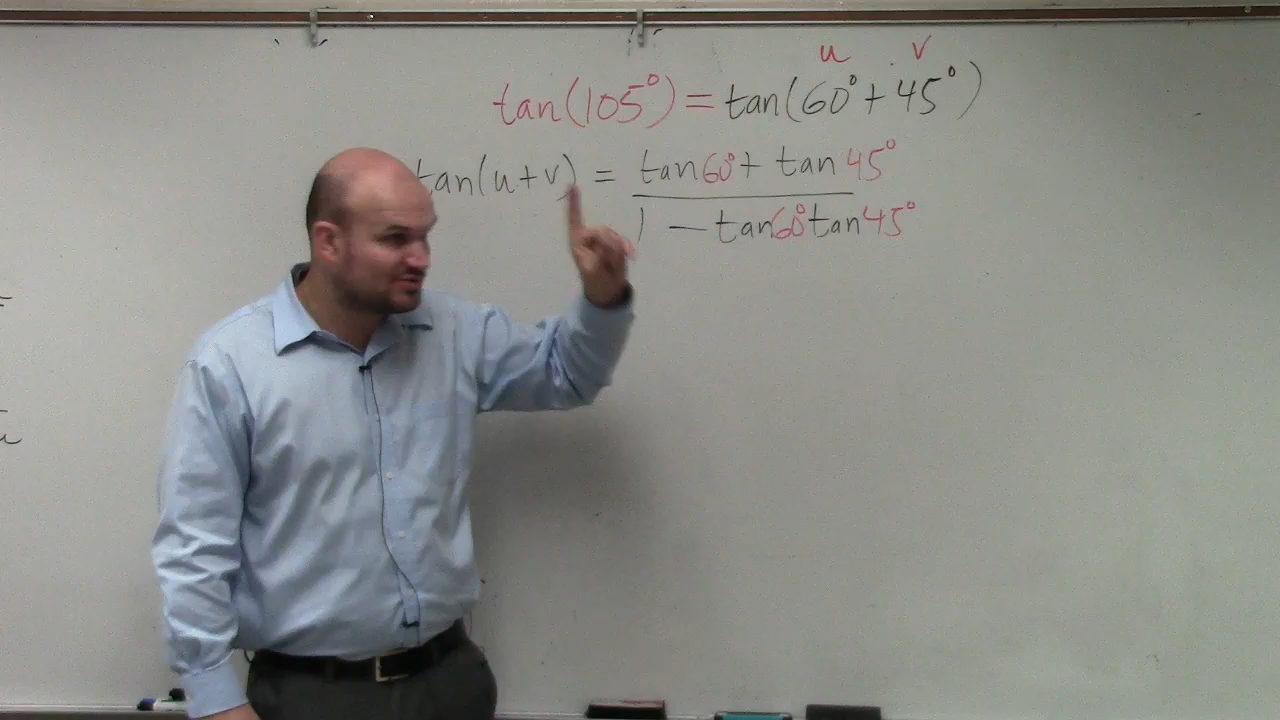 u v
tan(105°) = tan(60° + 45°)
tan(u+v) = tan 60° + tan 45°
1 — tan 60° tan 45°